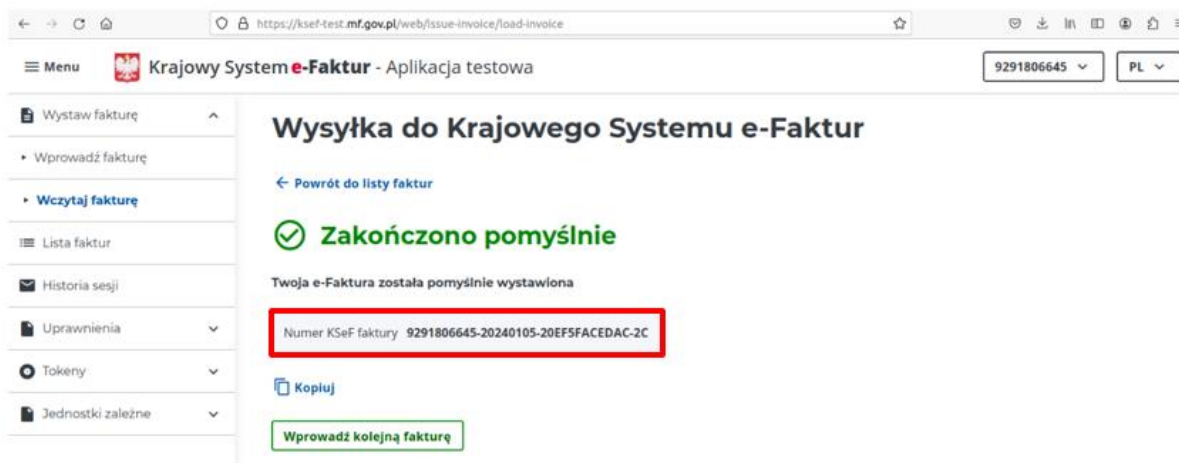 https://ksef-test.mf.gov.pl/web/issue-invoice/load-invoice
Menu
Krajowy System e-Faktur - Aplikacja testowa
9291806645
PL
Wystaw fakturę
Wprowadź fakturę
Wczytaj fakturę
Lista faktur
Historia sesji
Uprawnienia
Tokeny
Jednostki zależne
Wysyłka do Krajowego Systemu e-Faktur
Powrót do listy faktur
Zakończono pomyślnie
Twoja e-Faktura została pomyślnie wystawiona
Numer KSeF faktury 9291806645-20240105-20EF5FACEDAC-2C
Kopiuj
Wprowadź kolejną fakturę